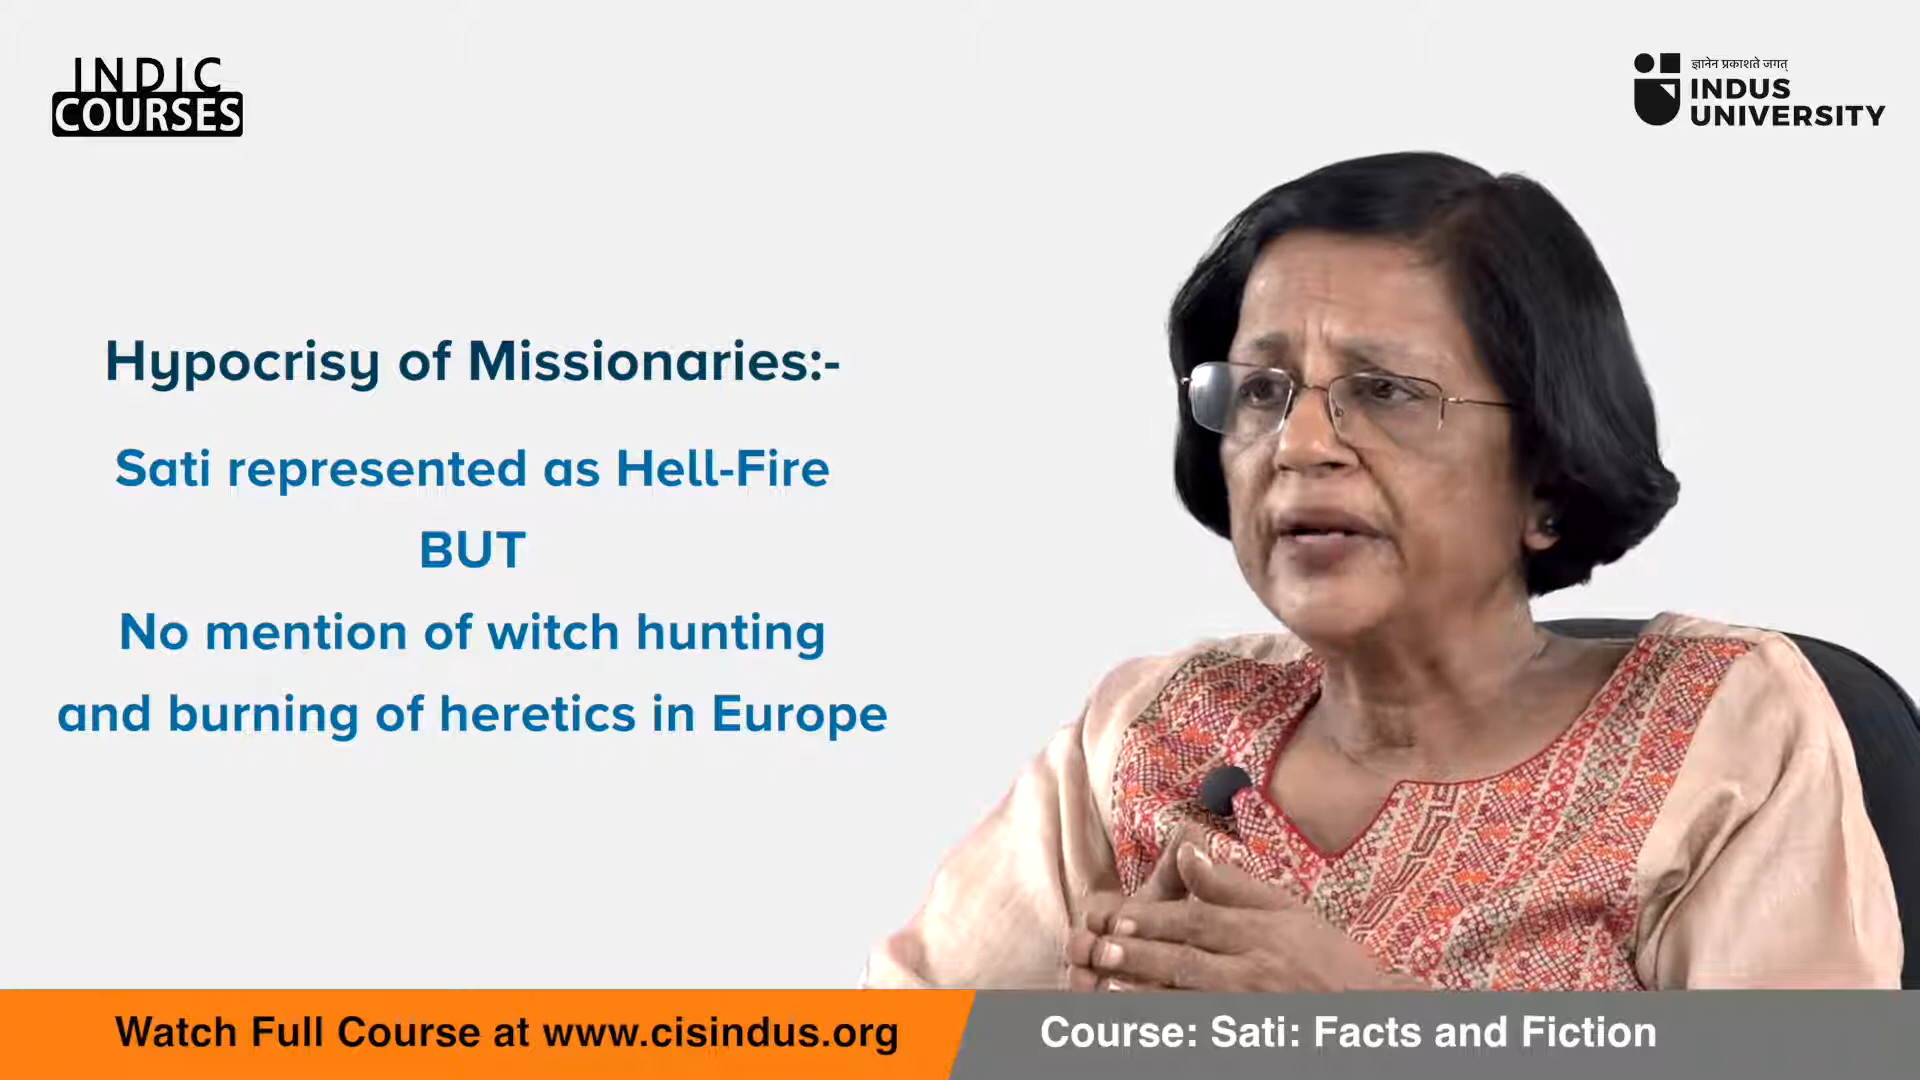 INDIC
COURSES
ज्ञानेन प्रकाशते जगत्
INDUS
UNIVERSITY
Hypocrisy of Missionaries:-
Sati represented as Hell-Fire
BUT
No mention of witch hunting
and burning of heretics in Europe
Watch Full Course at www.cisindus.org
Course: Sati: Facts and Fiction